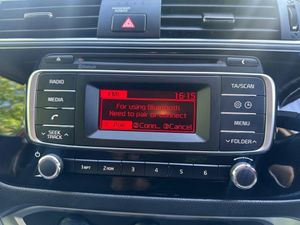 RADIO
MEDIA
SEEK
TRACK
16:15
For using Bluetooth
Need to pair or connect
Conn... ②Cancel
TA/SCAN
MENU
FOLDER
1 RPT
2 RDM
3
4
5
6